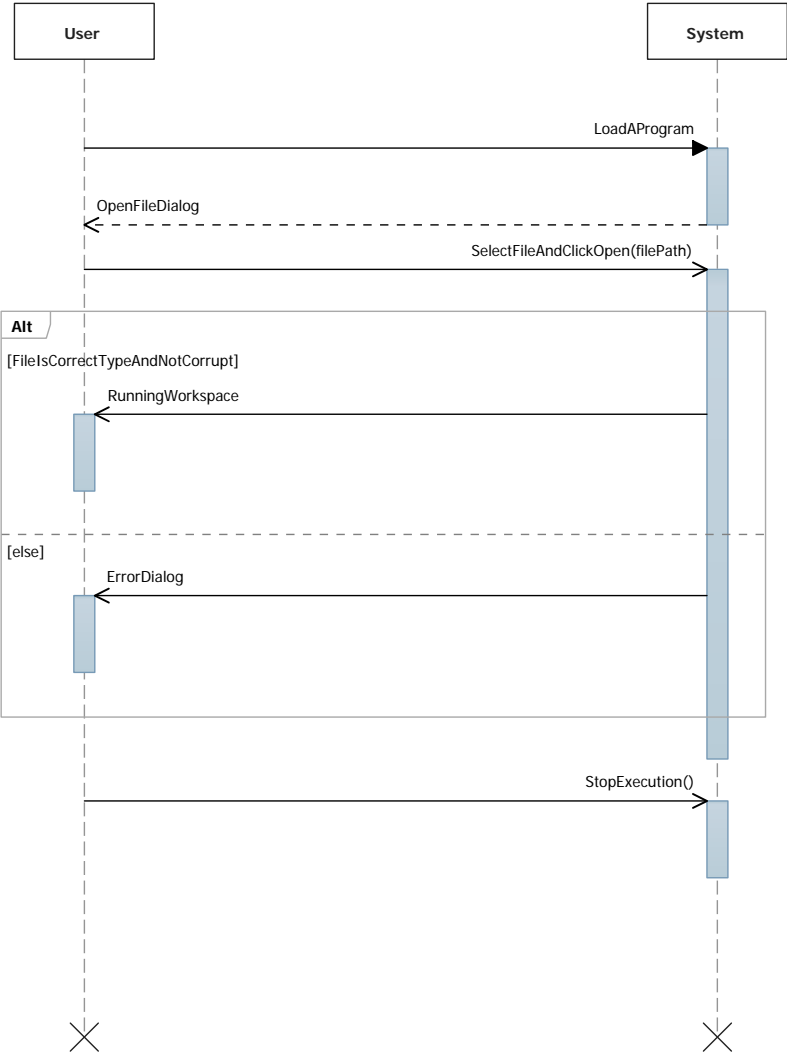 User
System
LoadAProgram
OpenFileDialog
SelectFileAndClickOpen(filePath)
Alt
[FileIsCorrectTypeAndNotCorrupt]
RunningWorkspace
[else]
ErrorDialog
StopExecution()